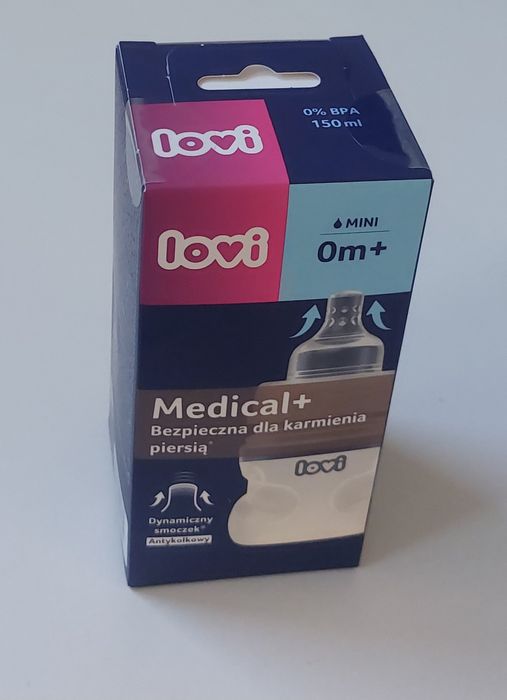 lovi
0% BPA
150 ml
lovi
MINI
0m+
Medical+
Bezpieczna dla karmienia
piersią*
lovi
Dynamiczny
smoczek®
Antykolkowy